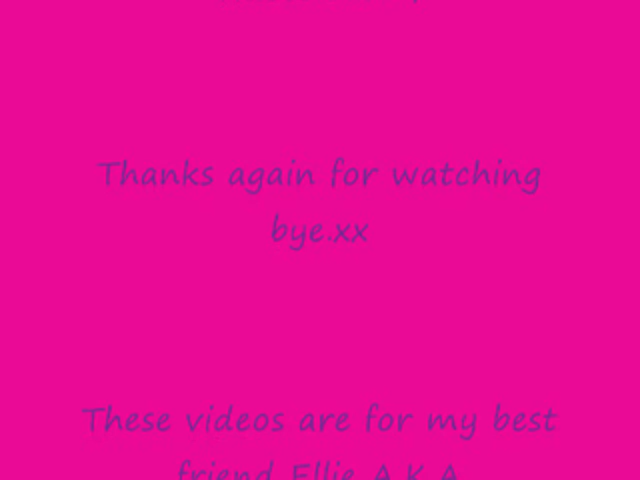 Thanks again for watching
bye.xx
These videos are for my best
friend Ellie A.K.A